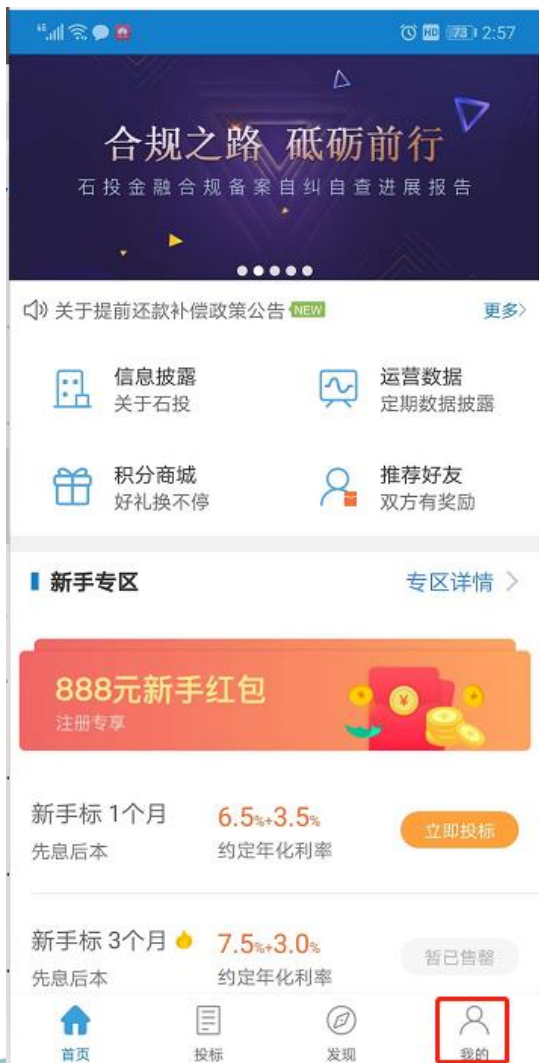 46 HD 73 2:57
合规之路 砥砺前行
石投金融合规备案自纠自查进展报告
关于提前还款补偿政策公告 NEW 更多>
信息披露 运营数据
关于石投 定期数据披露
积分商城 推荐好友
好礼换不停 双方有奖励
新手专区 专区详情 >
888元新手红包
注册专享
新手标 1个月 6.5%+3.5% 立即投标
先息后本 约定年化利率
新手标 3个月 7.5%+3.0% 暂已售罄
先息后本 约定年化利率
首页 投标 发现 我的